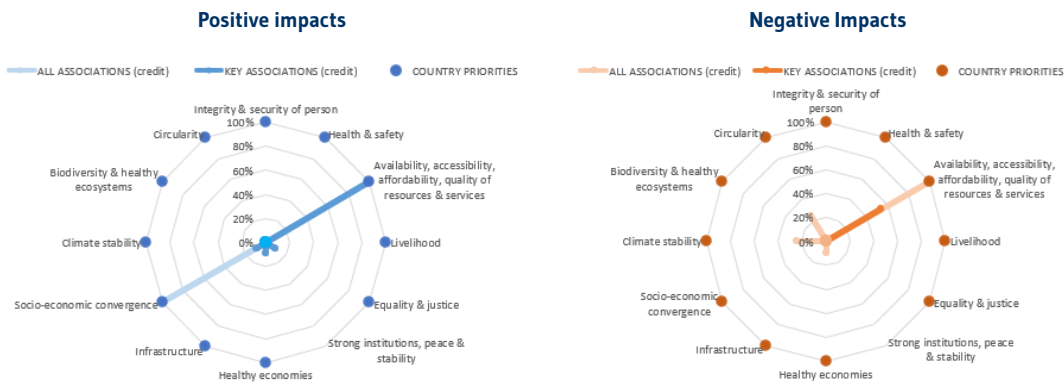 Positive impacts
ALL ASSOCIATIONS (credit)
KEY ASSOCIATIONS (credit)
COUNTRY PRIORITIES
Integrity & security of person
100%
80%
60%
40%
20%
0%
Health & safety
Availability, accessibility,
affordability, quality of
resources & services
Livelihood
Equality & justice
Strong institutions, peace &
stability
Healthy economies
Infrastructure
Socio-economic convergence
Climate stability
Biodiversity & healthy
ecosystems
Circularity
Negative Impacts
ALL ASSOCIATIONS (credit)
KEY ASSOCIATIONS (credit)
COUNTRY PRIORITIES
Integrity & security of
person
100%
80%
60%
40%
20%
0%
Health & safety
Availability, accessibility,
affordability, quality of
resources & services
Livelihood
Equality & justice
Strong institutions, peace
& stability
Healthy economies
Infrastructure
Socio-economic
convergence
Climate stability
Biodiversity & healthy
ecosystems
Circularity